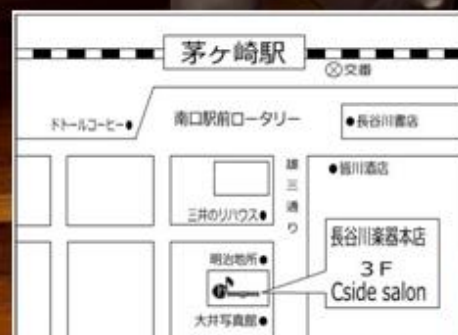 茅ヶ崎駅
交番
ドトールコーヒー
南口駅前ロータリー
長谷川書店
雄三通り
皆川酒店
三井のリハウス
長谷川楽器本店
3F
Cside salon
明治地所
大井写真館